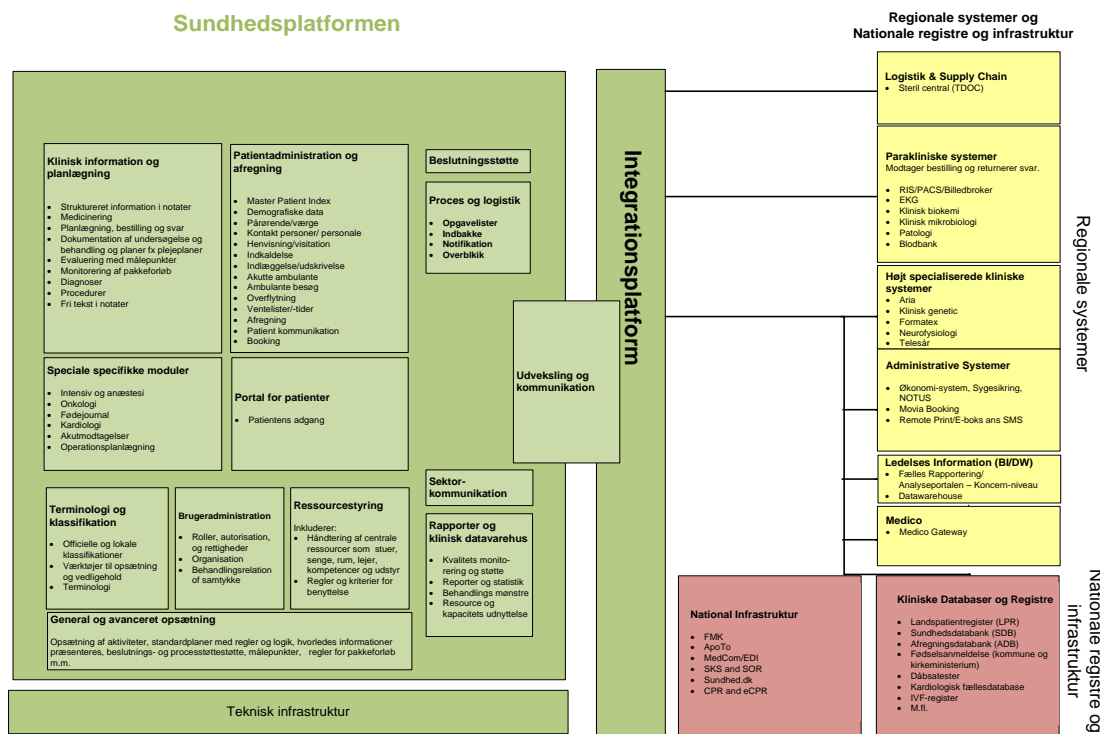 Sundhedsplatformen
Regionale systemer og
Nationale registre og infrastruktur
Klinisk information og
planlægning
• Struktureret information i notater
• Medicinering
• Planlægning, bestilling og svar
• Dokumentation af undersøgelse og
behandling og planer fx plejeplaner
• Evaluering med målepunkter
• Monitorering af pakkeforløb
• Diagnoser
• Procedurer
• Fri tekst i notater
Patientadministration og
afregning
• Master Patient Index
• Demografiske data
• Pårørende/værge
• Kontakt personer/ personale
• Henvisning/visitation
• Indkaldelse
• Indlæggelse/udskrivelse
• Akutte ambulante
• Ambulante besøg
• Overflytning
• Ventelister/-tider
• Afregning
• Patient kommunikation
• Booking
Beslutningsstøtte
Proces og logistik
• Opgavelister
• Indbakke
• Notifikation
• Overblkik
Speciale specifikke moduler
• Intensiv og anæstesi
• Onkologi
• Fødejournal
• Kardiologi
• Akutmodtagelser
• Operationsplanlægning
Portal for patienter
• Patientens adgang
Udveksling og
kommunikation
Sektor-
kommunikation
Terminologi og
klassifikation
• Officielle og lokale
klassifikationer
• Værktøjer til opsætning
og vedligehold
• Terminologi
Brugeradministration
• Roller, autorisation,
og rettigheder
• Organisation
• Behandlingsrelation
of samtykke
Ressourcestyring
Inkluderer:
• Håndtering af centrale
ressourcer som  stuer,
senge, rum, lejer,
kompetencer og udstyr
• Regler og kriterier for
benyttelse
Rapporter og
klinisk datavarehus
• Kvalitets monito-
rering og støtte
• Reporter og statistik
• Behandlings mønstre
• Resource og
kapacitets udnyttelse
General og avanceret opsætning
Opsætning af aktiviteter, standardplaner med regler og logik, hvorledes informationer
præsenteres, beslutnings- og processtøttestøtte, målepunkter,  regler for pakkeforløb
m.m.
Teknisk infrastruktur
Integrationsplatform
Logistik & Supply Chain
• Steril central (TDOC)
Parakliniske systemer
Modtager bestilling og returnerer svar.
• RIS/PACS/Billedbroker
• EKG
• Klinisk biokemi
• Klinisk mikrobiologi
• Patologi
• Blodbank
Højt specialiserede kliniske
systemer
• Aria
• Klinisk genetic
• Formatex
• Neurofysiologi
• Telesår
Administrative Systemer
• Økonomi-system, Sygesikring,
NOTUS
• Movia Booking
• Remote Print/E-boks ans SMS
Ledelses Information (BI/DW)
• Fælles Rapportering/
Analyseportalen – Koncern-niveau
• Datawarehouse
Medico
• Medico Gateway
Regionale systemer
National Infrastruktur
• FMK
• ApoTo
• MedCom/EDI
• SKS and SOR
• Sundhed.dk
• CPR and eCPR
Kliniske Databaser og Registre
• Landspatientregister (LPR)
• Sundhedsdatabank (SDB)
• Afregningsdatabank (ADB)
• Fødselsanmeldelse (kommune og
kirkeministerium)
• Dåbsatester
• Kardiologisk fællesdatabase
• IVF-register
• M.fl.
Nationale registre og
infrastruktur